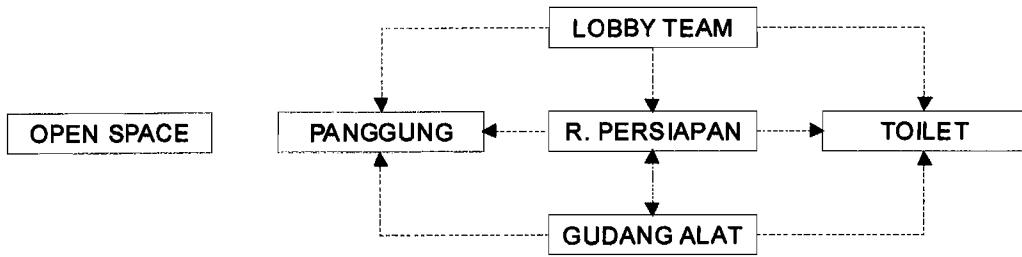 LOBBY TEAM
OPEN SPACE
PANGGUNG
R. PERSIAPAN
TOILET
GUDANG ALAT